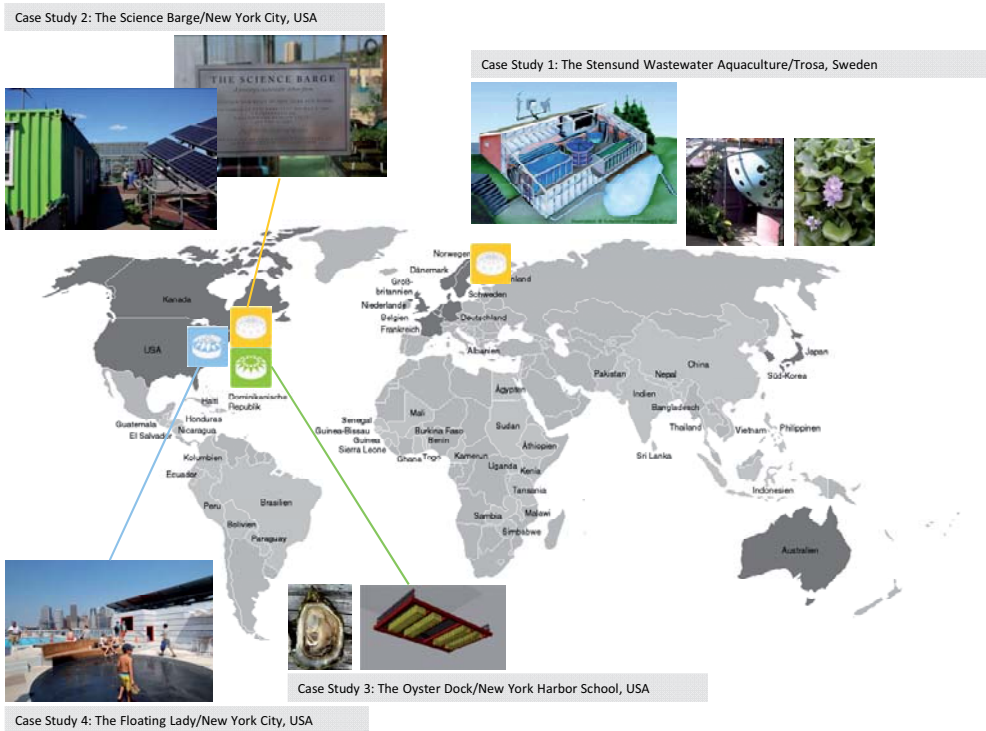 Case Study 2: The Science Barge/New York City, USA
THE SCIENCE BARGE
Case Study 1: The Stensund Wastewater Aquaculture/Trosa, Sweden
Norwegen
Dänemark
Groß-
britannien
Schweden
Niederlande
Belgien
Deutschland
Frankreich
Albanien
Kanada
USA
Japan
Süd-Korea
China
Nepal
Pakistan
Indien
Bangladesch
Thailand
Vietnam
Philippinen
Sri Lanka
Indonesien
Australien
Ägypten
Mali
Sudan
Senegal
Guinea-Bissau
Guinea
Sierra Leone
Burkina Faso
Benin
Ghana
Togo
Kamerun
Äthiopien
Uganda
Kenia
Tansania
Sambia
Malawi
Simbabwe
Haiti
Dominikanische
Republik
Guatemala
Honduras
El Salvador
Nicaragua
Kolumbien
Ecuador
Peru
Brasilien
Bolivien
Paraguay
Case Study 3: The Oyster Dock/New York Harbor School, USA
Case Study 4: The Floating Lady/New York City, USA